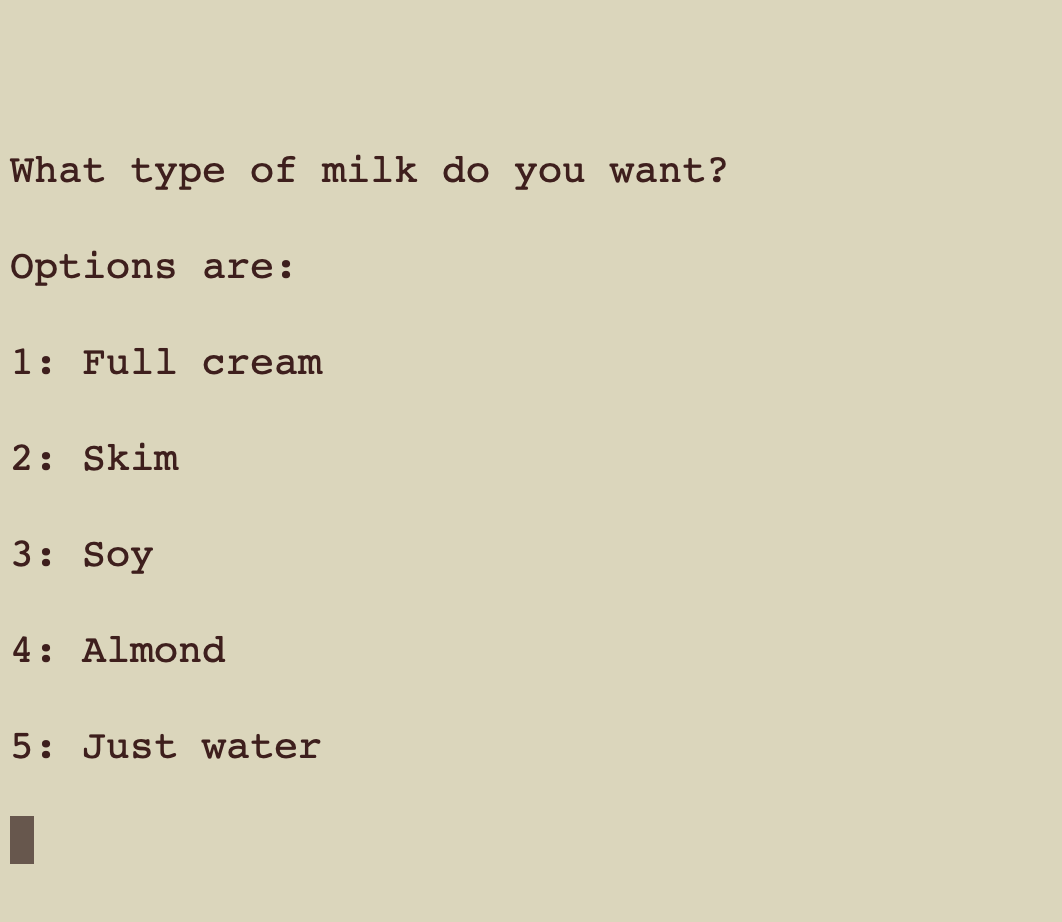 What type of milk do you want?
Options are:
1: Full cream
2: Skim
3: Soy
4: Almond
5: Just water